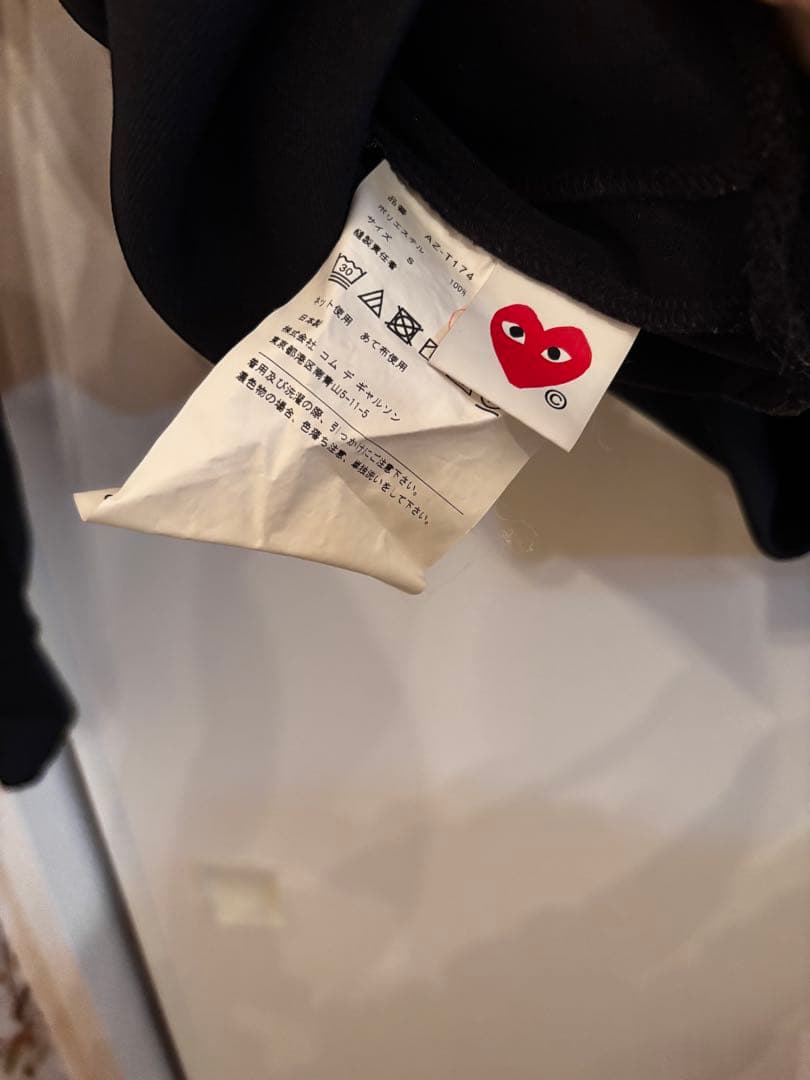 品番 AZ-T174
ポリエステル 100%
サイズ S
縫製責任者
30
ネット使用 あて布使用
日本製
株式会社 コム デ ギャルソン
東京都港区南青山5-11-5
着用及び洗濯の際、引っかけにご注意下さい。
濃色物の場合、色落ち注意、単独洗いをして下さい。
©